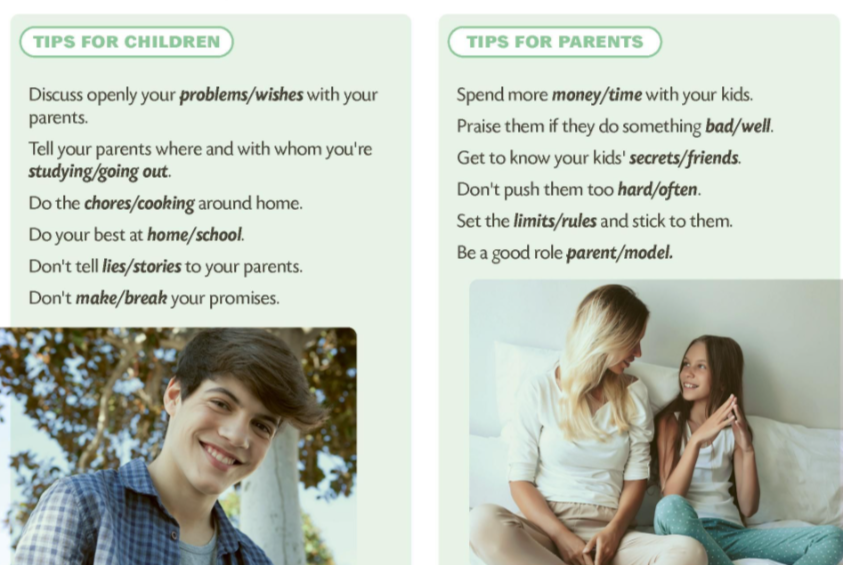 TIPS FOR CHILDREN
Discuss openly your problems/wishes with your
parents.
Tell your parents where and with whom you're
studying/going out.
Do the chores/cooking around home.
Do your best at home/school.
Don't tell lies/stories to your parents.
Don't make/break your promises.
TIPS FOR PARENTS
Spend more money/time with your kids.
Praise them if they do something bad/well.
Get to know your kids' secrets/friends.
Don't push them too hard/often.
Set the limits/rules and stick to them.
Be a good role parent/model.